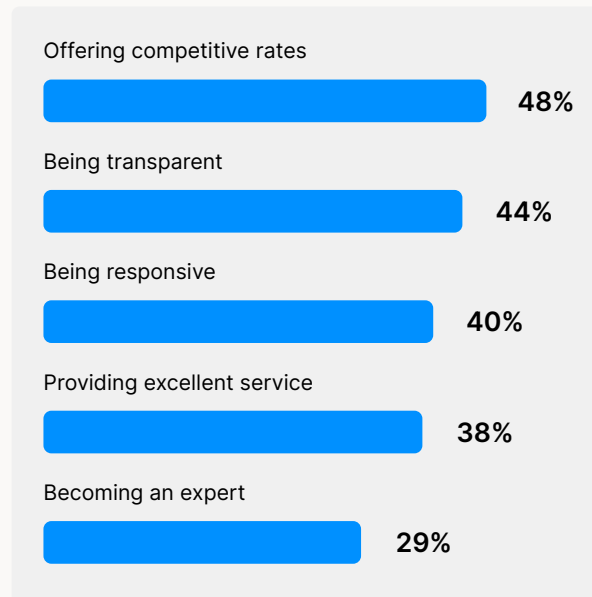 Offering competitive rates
48%
Being transparent
44%
Being responsive
40%
Providing excellent service
38%
Becoming an expert
29%